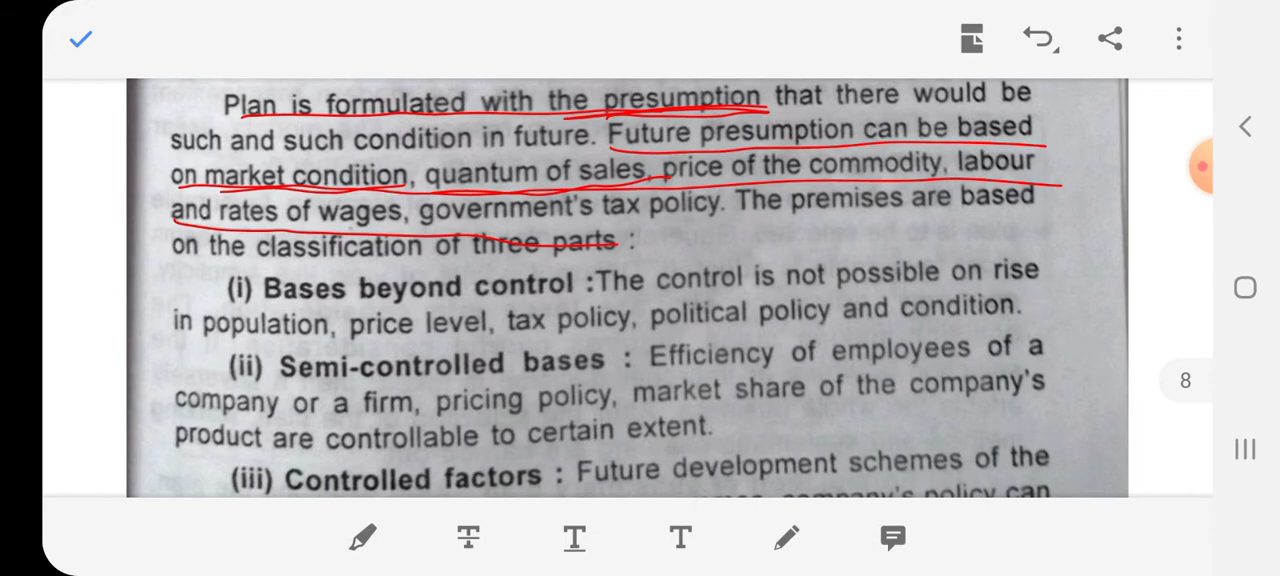 Plan is formulated with the presumption that there would be
such and such condition in future. Future presumption can be based
on market condition, quantum of sales, price of the commodity, labour
and rates of wages, government's tax policy. The premises are based
on the classification of three parts :
(i) Bases beyond control :The control is not possible on rise
in population, price level, tax policy, political policy and condition.
(ii) Semi-controlled bases : Efficiency of employees of a
company or a firm, pricing policy, market share of the company's
product are controllable to certain extent.
8
(iii) Controlled factors : Future development schemes of the
company's policy can
T
T
T